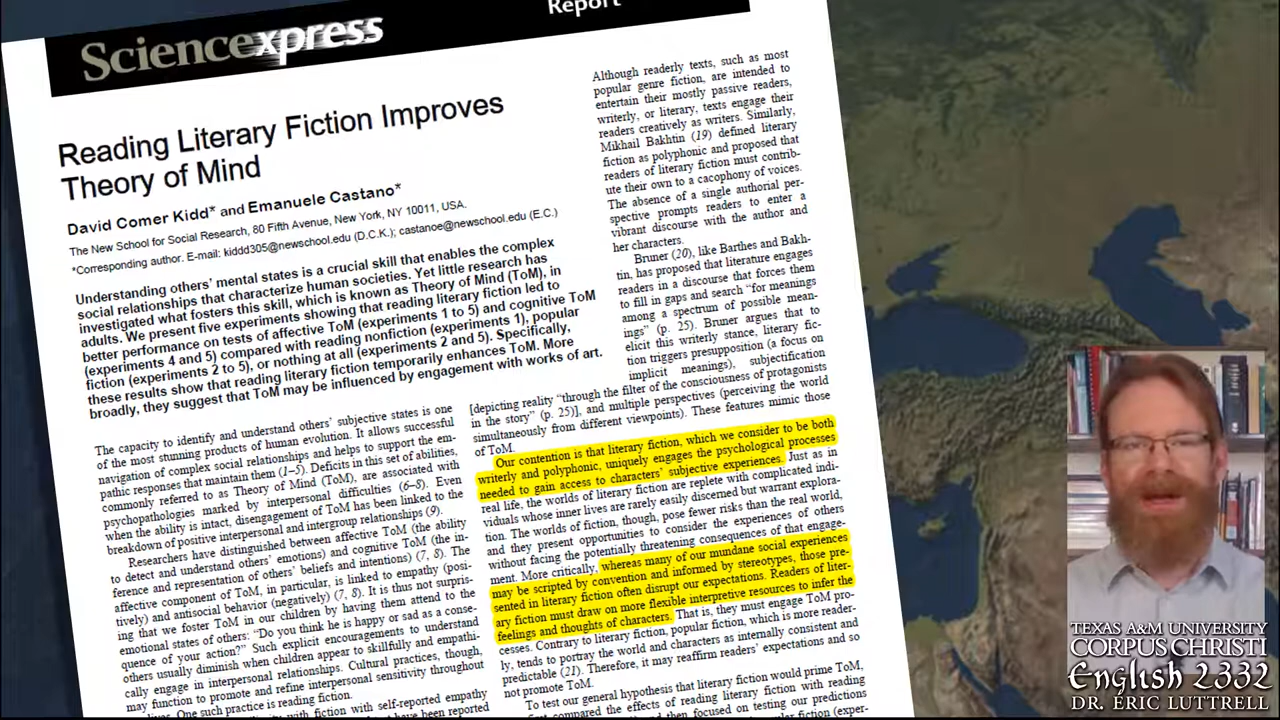 Sciencexpress
Report
Reading Literary Fiction Improves
Theory of Mind
David Comer Kidd* and Emanuele Castano*
The New School for Social Research, 80 Fifth Avenue, New York, NY 10011, USA.
*Corresponding author. E-mail: kiddd305@newschool.edu (D.C.K.); castanoe@newschool.edu (E.C.)
Understanding others' mental states is a crucial skill that enables the complex
social relationships that characterize human societies. Yet little research has
investigated what fosters this skill, which is known as Theory of Mind (ToM), in
adults. We present five experiments showing that reading literary fiction led to
better performance on tests of affective ToM (experiments 1 to 5) and cognitive ToM
(experiments 4 and 5) compared with reading nonfiction (experiments 1), popular
fiction (experiments 2 to 5), or nothing at all (experiments 2 and 5). Specifically,
these results show that reading literary fiction temporarily enhances ToM. More
broadly, they suggest that ToM may be influenced by engagement with works of art.
The capacity to identify and understand others' subjective states is one
of the most stunning products of human evolution. It allows successful
navigation of complex social relationships and helps to support the em-
pathic responses that maintain them (1–5). Deficits in this set of abilities,
commonly referred to as Theory of Mind (ToM), are associated with
psychopathologies marked by interpersonal difficulties (6–8). Even
when the ability is intact, disengagement of ToM has been linked to the
breakdown of positive interpersonal and intergroup relationships (9).
Researchers have distinguished between affective ToM (the ability
to detect and understand others' emotions) and cognitive ToM (the in-
ference and representation of others' beliefs and intentions) (7, 8). The
affective component of ToM, in particular, is linked to empathy (posi-
tively) and antisocial behavior (negatively) (7, 8). It is thus not surpris-
ing that we foster ToM in our children by having them attend to the
emotional states of others: “Do you think he is happy or sad as a conse-
quence of your action?” Such explicit encouragements to understand
others usually diminish when children appear to skillfully and empathi-
cally engage in interpersonal relationships. Cultural practices, though,
may function to promote and refine interpersonal sensitivity throughout
One such practice is reading fiction.
fiction with self-reported empathy
have been reported
Although readerly texts, such as most
popular genre fiction, are intended to
entertain their mostly passive readers,
writerly, or literary, texts engage their
readers creatively as writers. Similarly,
Mikhail Bakhtin (19) defined literary
fiction as polyphonic and proposed that
readers of literary fiction must contrib-
ute their own to a cacophony of voices.
The absence of a single authorial per-
spective prompts readers to enter a
vibrant discourse with the author and
her characters.
Bruner (20), like Barthes and Bakh-
tin, has proposed that literature engages
readers in a discourse that forces them
to fill in gaps and search “for meanings
among a spectrum of possible mean-
ings” (p. 25). Bruner argues that to
elicit this writerly stance, literary fic-
tion triggers presupposition (a focus on
implicit meanings), subjectification
[depicting reality “through the filter of the consciousness of protagonists
in the story” (p. 25)], and multiple perspectives (perceiving the world
simultaneously from different viewpoints). These features mimic those
of ToM.
Our contention is that literary fiction, which we consider to be both
writerly and polyphonic, uniquely engages the psychological processes
needed to gain access to characters' subjective experiences. Just as in
real life, the worlds of literary fiction are replete with complicated indi-
viduals whose inner lives are rarely easily discerned but warrant explora-
tion. The worlds of fiction, though, pose fewer risks than the real world,
and they present opportunities to consider the experiences of others
without facing the potentially threatening consequences of that engage-
ment. More critically, whereas many of our mundane social experiences
may be scripted by convention and informed by stereotypes, those pre-
sented in literary fiction often disrupt our expectations. Readers of liter-
ary fiction must draw on more flexible interpretive resources to infer the
feelings and thoughts of characters. That is, they must engage ToM pro-
cesses. Contrary to literary fiction, popular fiction, which is more reader-
ly, tends to portray the world and characters as internally consistent and
predictable (21). Therefore, it may reaffirm readers' expectations and so
not promote ToM.
To test our general hypothesis that literary fiction would prime ToM,
compared the effects of reading literary fiction with reading
then focused on testing our predictions
fiction (exper-
TEXAS A&M UNIVERSITY
CORPUS CHRISTI
English 2332
DR. ERIC LUTTRELL